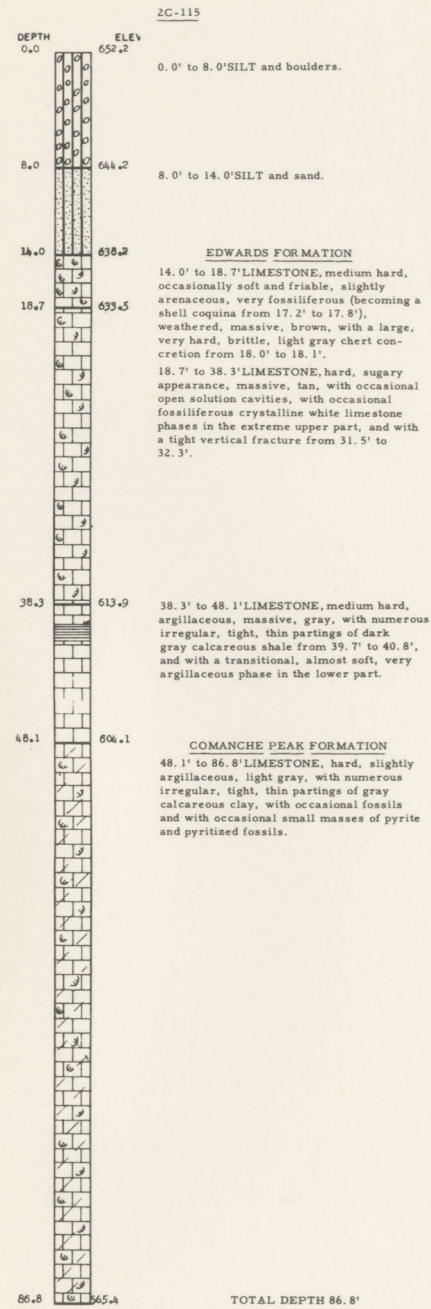 2C-115
DEPTH ELEV
0.0 652.2
0.0' to 8.0'SILT and boulders.
8.0 644.2
8.0' to 14.0'SILT and sand.
14.0 638.2
EDWARDS FORMATION
14.0' to 18.7'LIMESTONE, medium hard,
occasionally soft and friable, slightly
arenaceous, very fossiliferous (becoming a
18.7 633.5
shell coquina from 17.2' to 17.8'),
weathered, massive, brown, with a large,
very hard, brittle, light gray chert con-
cretion from 18.0' to 18.1'.
18.7' to 38.3'LIMESTONE, hard, sugary
appearance, massive, tan, with occasional
open solution cavities, with occasional
fossiliferous crystalline white limestone
phases in the extreme upper part, and with
a tight vertical fracture from 31.5' to
32.3'.
38.3 613.9
38.3' to 48.1'LIMESTONE, medium hard,
argillaceous, massive, gray, with numerous
irregular, tight, thin partings of dark
gray calcareous shale from 39.7' to 40.8',
and with a transitional, almost soft, very
argillaceous phase in the lower part.
48.1 604.1
COMANCHE PEAK FORMATION
48.1' to 86.8'LIMESTONE, hard, slightly
argillaceous, light gray, with numerous
irregular, tight, thin partings of gray
calcareous clay, with occasional fossils
and with occasional small masses of pyrite
and pyritized fossils.
86.8 565.4
TOTAL DEPTH 86.8'